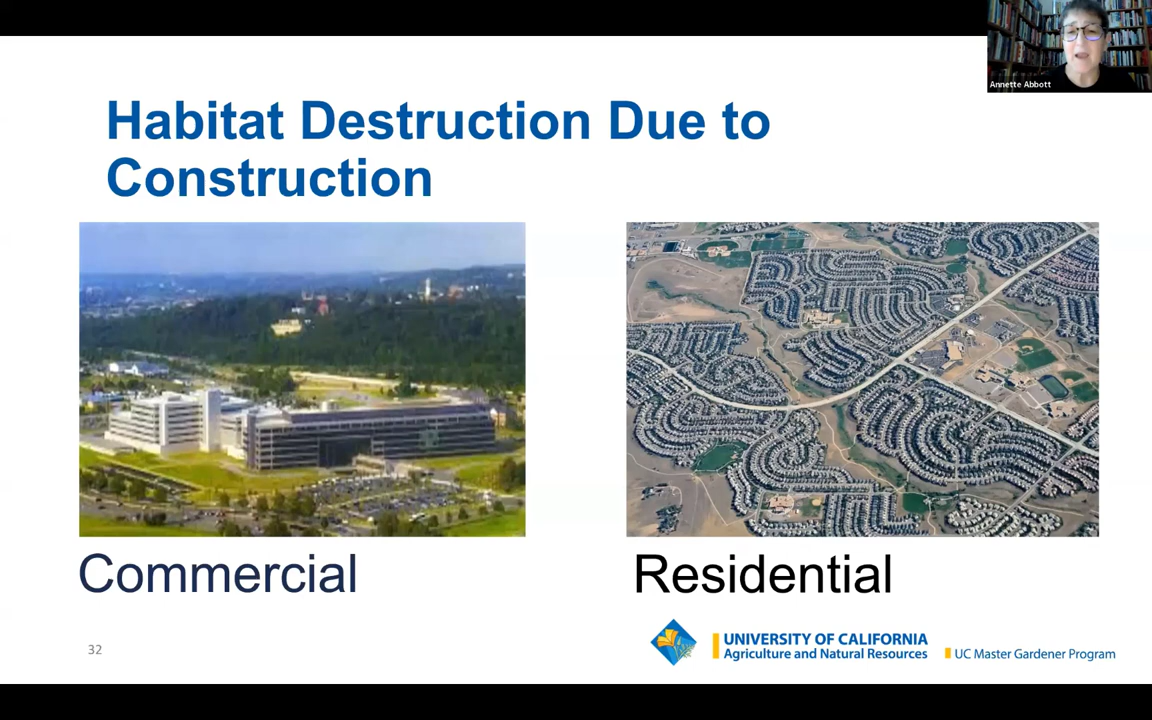 Annette Abbott
Habitat Destruction Due to
Construction
Commercial
Residential
32
UNIVERSITY OF CALIFORNIA
Agriculture and Natural Resources
UC Master Gardener Program